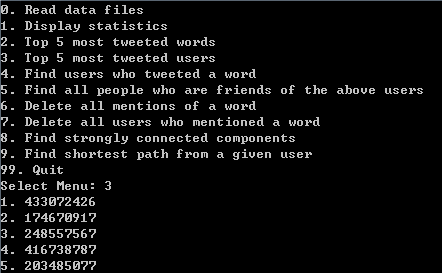 0. Read data files
1. Display statistics
2. Top 5 most tweeted words
3. Top 5 most tweeted users
4. Find users who tweeted a word
5. Find all people who are friends of the above users
6. Delete all mentions of a word
7. Delete all users who mentioned a word
8. Find strongly connected components
9. Find shortest path from a given user
99. Quit
Select Menu: 3
1. 433072426
2. 174670917
3. 248557567
4. 416738787
5. 203485077